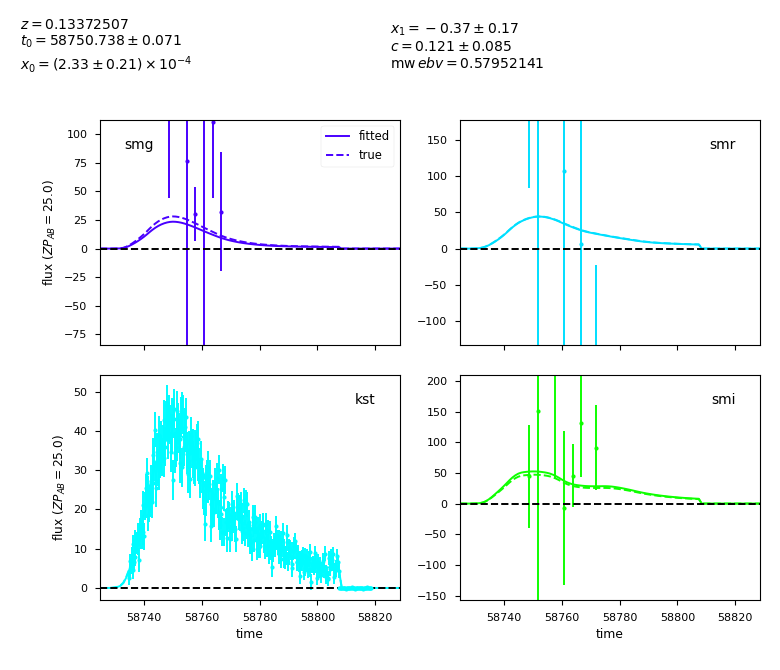 z = 0.13372507
t₀ = 58750.738 ± 0.071
x₀ = (2.33 ± 0.21) × 10⁻⁴
x₁ = −0.37 ± 0.17
c = 0.121 ± 0.085
mw ebv = 0.57952141
smg
fitted
true
100
75
50
25
0
−25
−50
−75
flux (ZP_AB = 25.0)
smr
150
100
50
0
−50
−100
kst
50
40
30
20
10
0
flux (ZP_AB = 25.0)
58740 58760 58780 58800 58820
time
smi
200
150
100
50
0
−50
−100
−150
58740 58760 58780 58800 58820
time